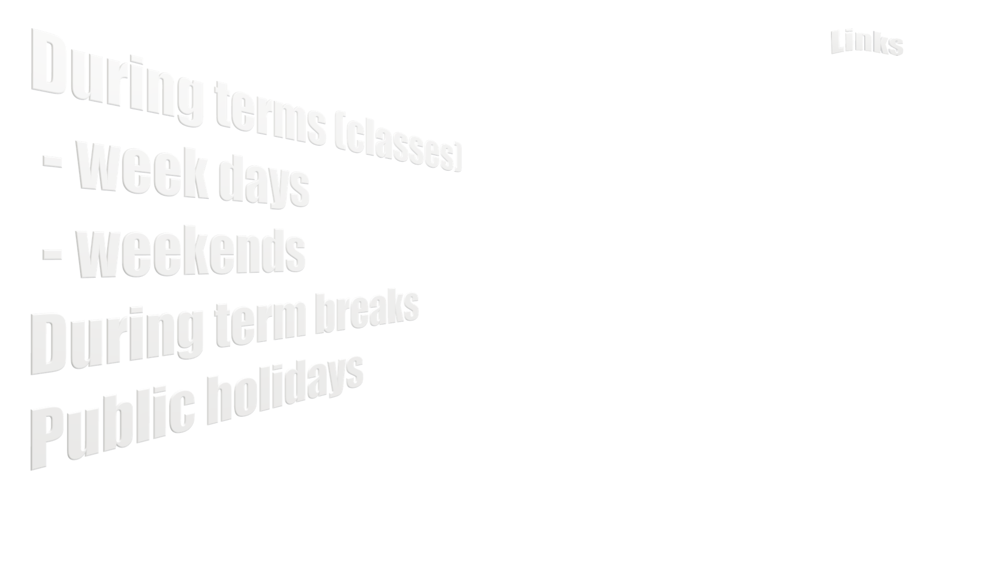 During terms (classes)
- week days
- weekends
During term breaks
Public holidays
Links